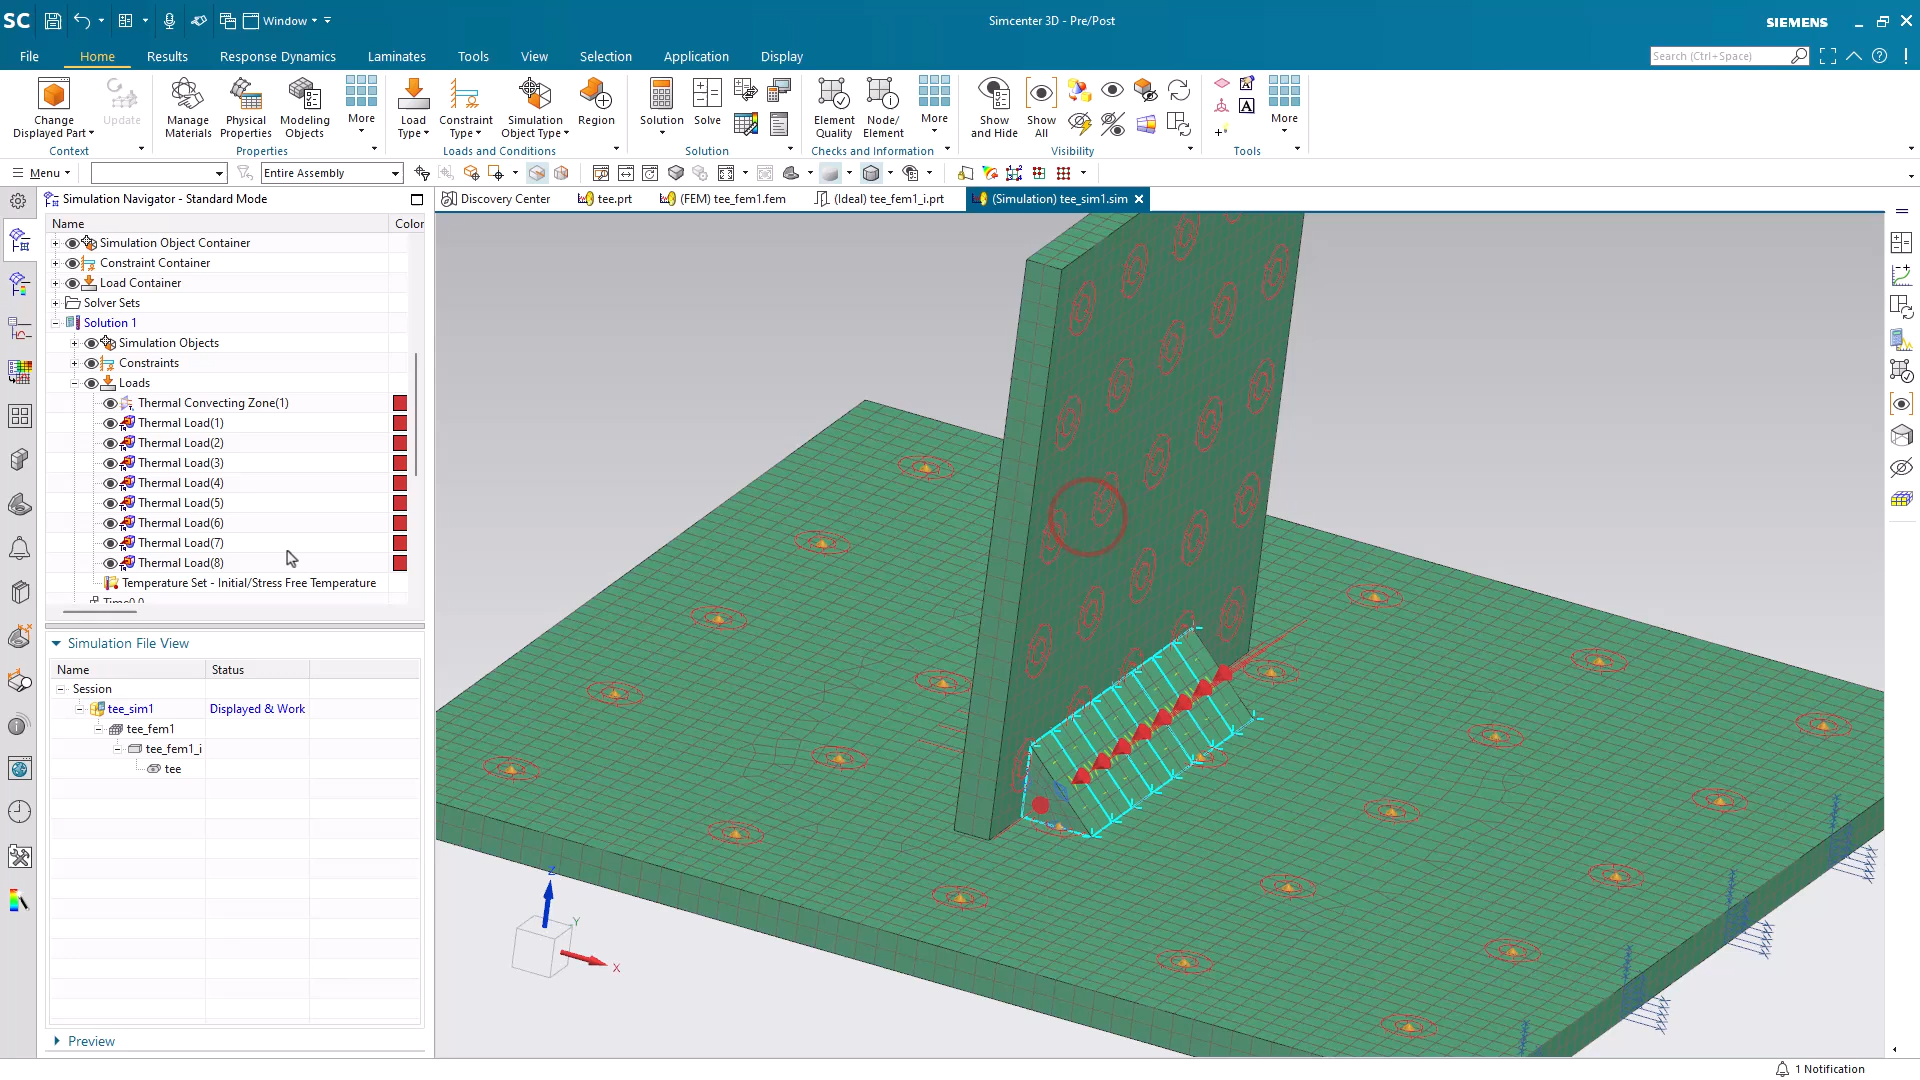 SC
Window
Simcenter 3D - Pre/Post
SIEMENS
File
Home
Results
Response Dynamics
Laminates
Tools
View
Selection
Application
Display
Search (Ctrl+Space)
Change
Displayed Part
Update
Context
Manage
Materials
Physical
Properties
Modeling
Objects
More
Properties
Load
Type
Constraint
Type
Simulation
Object Type
Region
Loads and Conditions
Solution
Solve
Solution
Element
Quality
Node/
Element
More
Checks and Information
Show
and Hide
Show
All
Visibility
More
Tools
Menu
Entire Assembly
Simulation Navigator - Standard Mode
Discovery Center
tee.prt
(FEM) tee_fem1.fem
(Ideal) tee_fem1_i.prt
(Simulation) tee_sim1.sim
Name
Color
Simulation Object Container
Constraint Container
Load Container
Solver Sets
Solution 1
Simulation Objects
Constraints
Loads
Thermal Convecting Zone(1)
Thermal Load(1)
Thermal Load(2)
Thermal Load(3)
Thermal Load(4)
Thermal Load(5)
Thermal Load(6)
Thermal Load(7)
Thermal Load(8)
Temperature Set - Initial/Stress Free Temperature
Simulation File View
Name
Status
Session
tee_sim1
Displayed & Work
tee_fem1
tee_fem1_i
tee
Z
Y
X
Preview
1 Notification